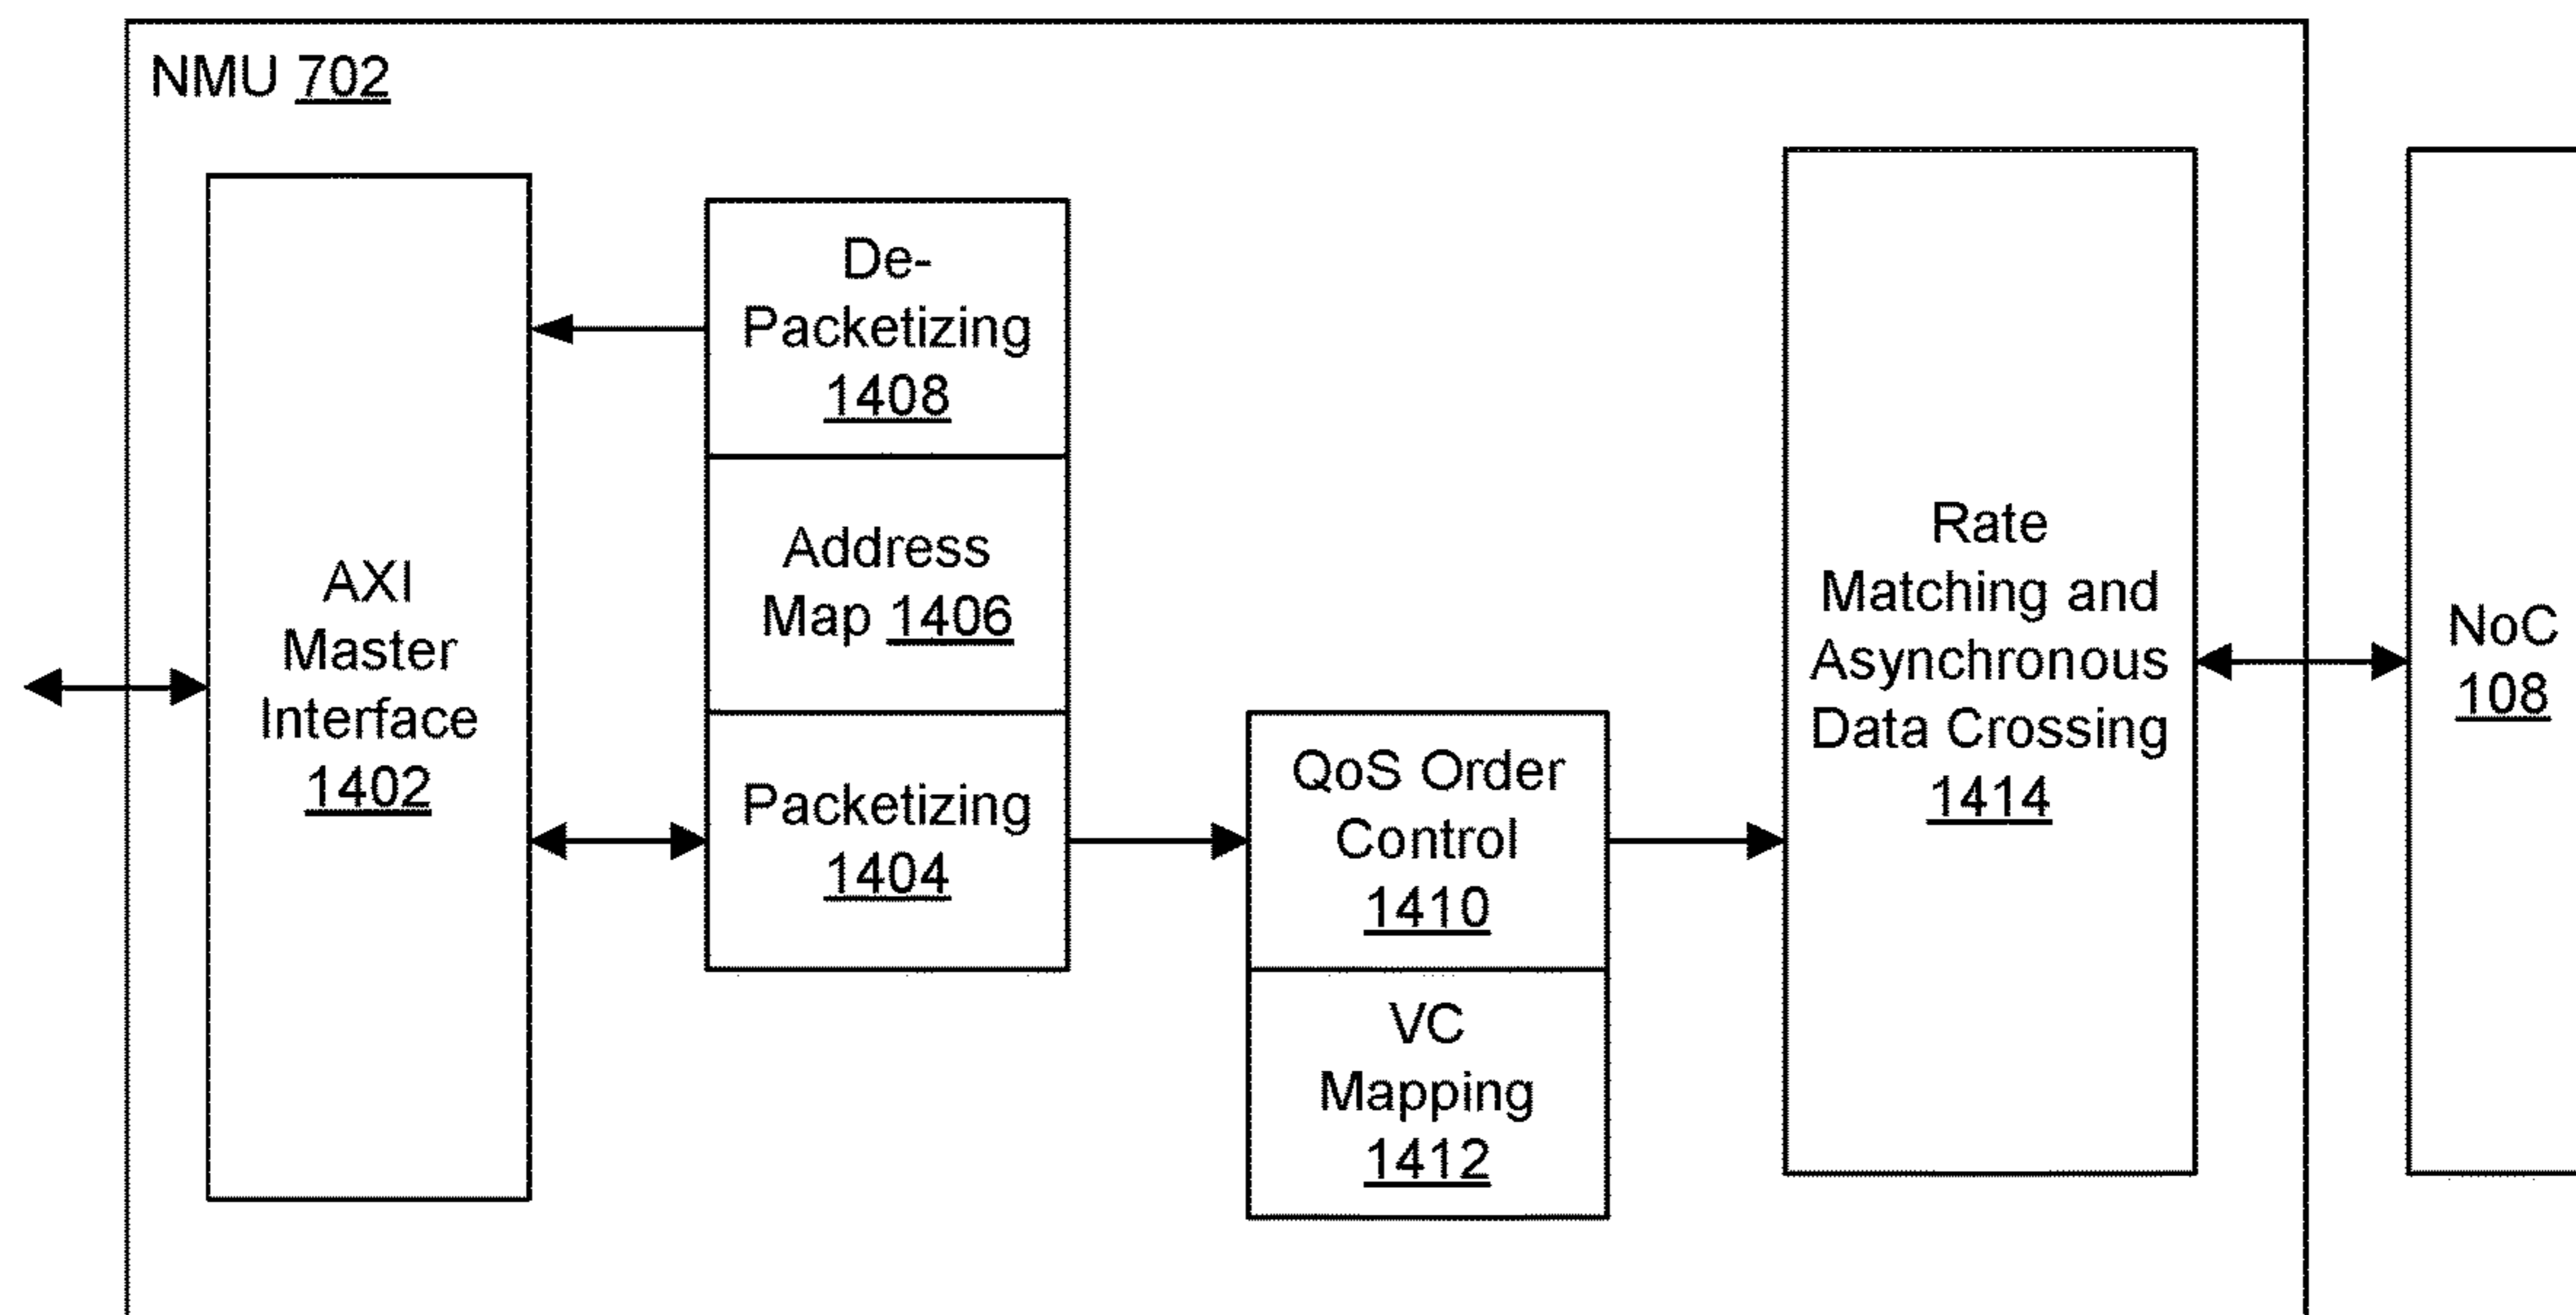 NMU 702
AXI
Master
Interface
1402
De-
Packetizing
1408
Address
Map 1406
Packetizing
1404
QoS Order
Control
1410
VC
Mapping
1412
Rate
Matching and
Asynchronous
Data Crossing
1414
NoC
108